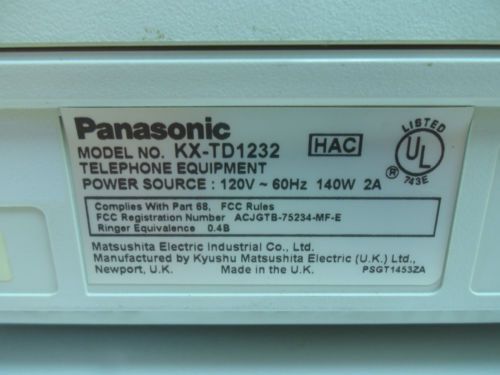 Panasonic
MODEL NO. KX-TD1232 HAC
TELEPHONE EQUIPMENT
POWER SOURCE : 120V ~ 60Hz 140W 2A
LISTED
UL
®
743E
Complies With Part 68, FCC Rules
FCC Registration Number ACJGTB-75234-MF-E
Ringer Equivalence 0.4B
Matsushita Electric Industrial Co., Ltd.
Manufactured by Kyushu Matsushita Electric (U.K.) Ltd.,
Newport, U.K. Made in the U.K. PSGT1453ZA